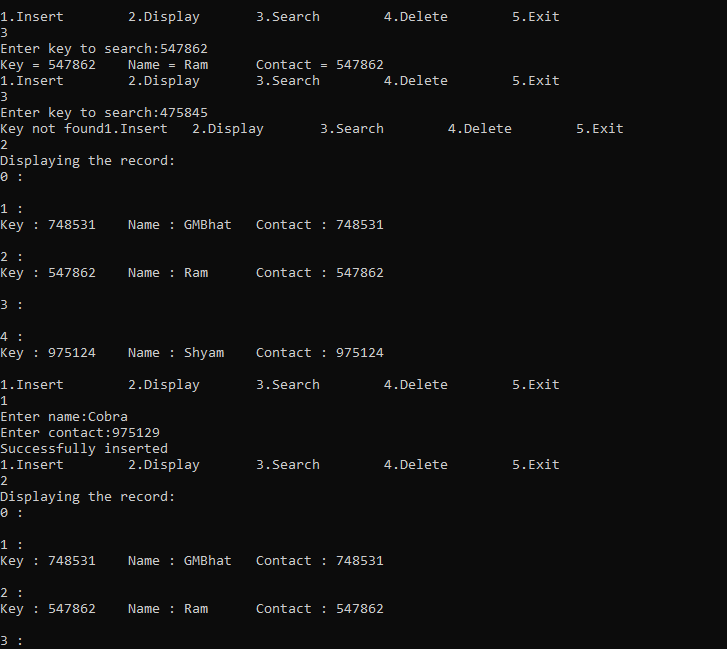 1.Insert        2.Display       3.Search        4.Delete        5.Exit
3
Enter key to search:547862
Key = 547862    Name = Ram      Contact = 547862
1.Insert        2.Display       3.Search        4.Delete        5.Exit
3
Enter key to search:475845
Key not found1.Insert   2.Display       3.Search        4.Delete        5.Exit
2
Displaying the record:
0 :
1 :
Key : 748531    Name : GMBhat   Contact : 748531
2 :
Key : 547862    Name : Ram      Contact : 547862
3 :
4 :
Key : 975124    Name : Shyam    Contact : 975124
1.Insert        2.Display       3.Search        4.Delete        5.Exit
1
Enter name:Cobra
Enter contact:975129
Successfully inserted
1.Insert        2.Display       3.Search        4.Delete        5.Exit
2
Displaying the record:
0 :
1 :
Key : 748531    Name : GMBhat   Contact : 748531
2 :
Key : 547862    Name : Ram      Contact : 547862
3 :